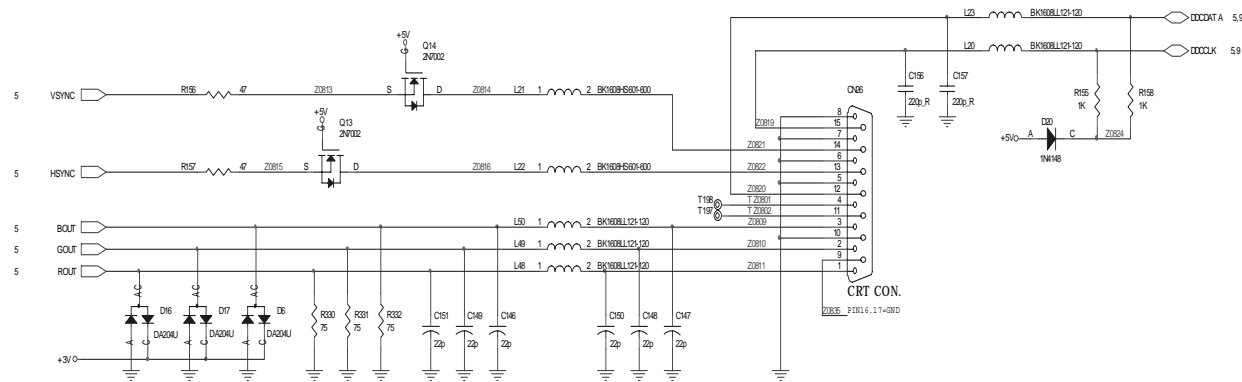 L23 BK1608LL121-120 DDCDATA 5,9
L20 BK1608LL121-120 DDCCLK 5,9
+5V
G
Q14
2N7002
C156
220p_R
C157
220p_R
R155
1K
R158
1K
CN26
5 VSYNC R156 47 Z0813 S D Z0814 L21 1 2 BK1608HS601-600
+5V
G
Q13
2N7002
D20
+5V A C Z0824
1N4148
5 HSYNC R157 47 Z0815 S D Z0816 L22 1 2 BK1608HS601-600
8
Z0819 15
7
Z0821 14
6
Z0822 13
5
Z0820 12
T198 TZ0801 4
T197 TZ0802 11
5 BOUT L50 1 2 BK1608LL121-120 Z0809 3
10
5 GOUT L49 1 2 BK1608LL121-120 Z0810 2
9
5 ROUT L48 1 2 BK1608LL121-120 Z0811 1
CRT CON.
Z0835 PIN16,17=GND
AC AC AC
D16
DA204U
D17
DA204U
D6
DA204U
A C A C A C
R330
75
R331
75
R332
75
C151
22p
C149
22p
C146
22p
C150
22p
C148
22p
C147
22p
+3V